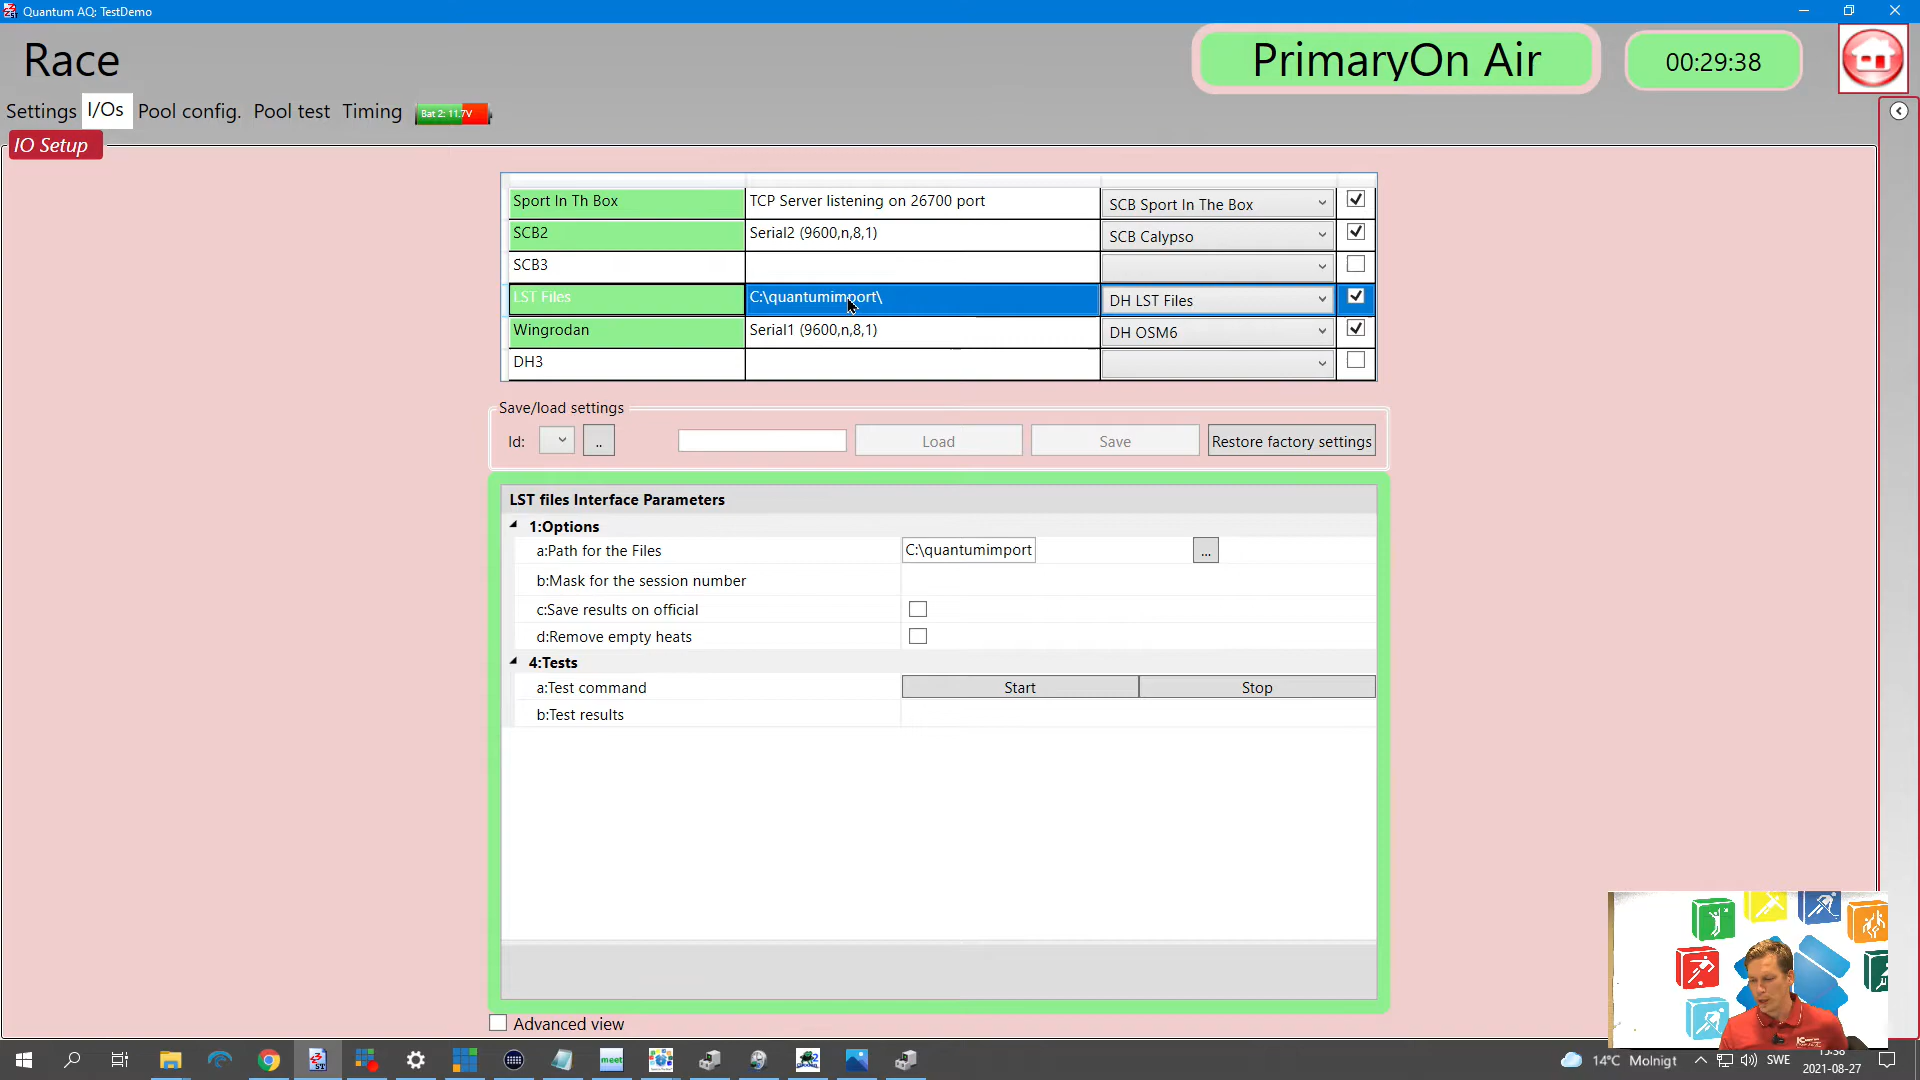 Quantum AQ: TestDemo
Race
PrimaryOn Air
00:29:38
Settings I/Os Pool config. Pool test Timing Bat 2: 11.7V
IO Setup
Sport In Th Box TCP Server listening on 26700 port SCB Sport In The Box
SCB2 Serial2 (9600,n,8,1) SCB Calypso
SCB3
LST Files C:\quantumimport\ DH LST Files
Wingrodan Serial1 (9600,n,8,1) DH OSM6
DH3
Save/load settings
Id: .. Load Save Restore factory settings
LST files Interface Parameters
1:Options
a:Path for the Files C:\quantumimport ...
b:Mask for the session number
c:Save results on official
d:Remove empty heats
4:Tests
a:Test command Start Stop
b:Test results
Advanced view
meet
14°C Molnigt SWE
2021-08-27